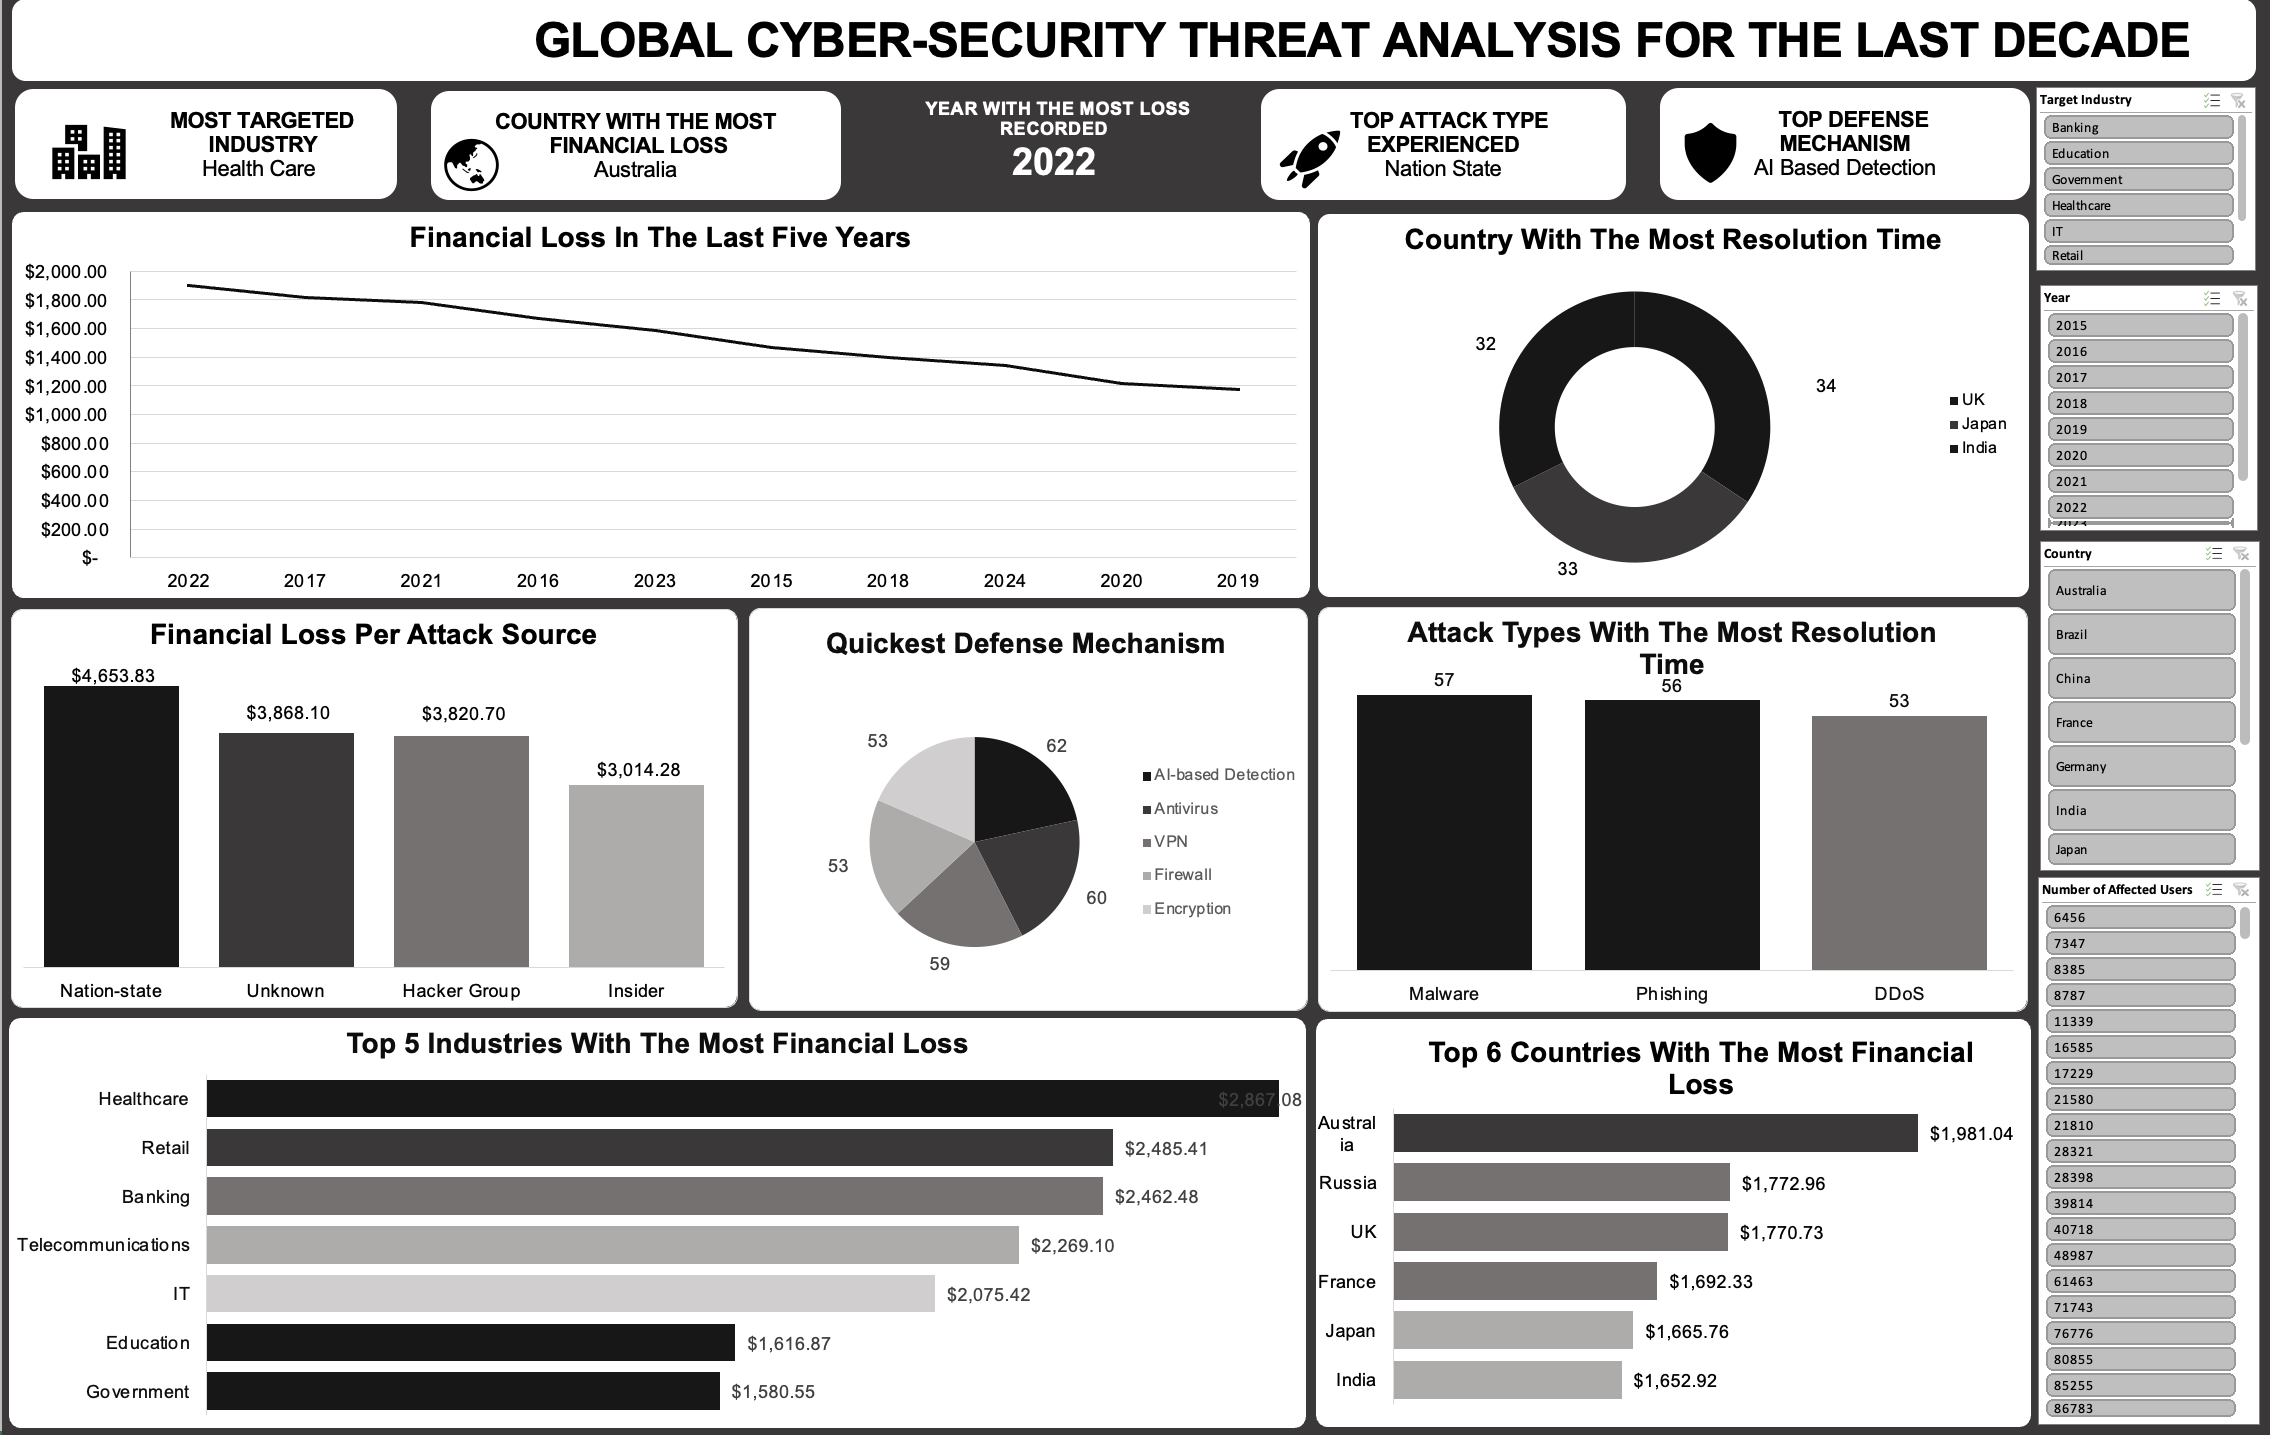 GLOBAL CYBER-SECURITY THREAT ANALYSIS FOR THE LAST DECADE
MOST TARGETED
INDUSTRY
Health Care
COUNTRY WITH THE MOST
FINANCIAL LOSS
Australia
YEAR WITH THE MOST LOSS
RECORDED
2022
TOP ATTACK TYPE
EXPERIENCED
Nation State
TOP DEFENSE
MECHANISM
AI Based Detection
Target Industry
Banking
Education
Government
Healthcare
IT
Retail
Financial Loss In The Last Five Years
$2,000.00
$1,800.00
$1,600.00
$1,400.00
$1,200.00
$1,000.00
$800.00
$600.00
$400.00
$200.00
$-
2022 2017 2021 2016 2023 2015 2018 2024 2020 2019
Country With The Most Resolution Time
32
34
33
UK
Japan
India
Year
2015
2016
2017
2018
2019
2020
2021
2022
2023
Financial Loss Per Attack Source
$4,653.83
$3,868.10
$3,820.70
$3,014.28
Nation-state Unknown Hacker Group Insider
Quickest Defense Mechanism
53
62
53
60
59
AI-based Detection
Antivirus
VPN
Firewall
Encryption
Attack Types With The Most Resolution
Time
57
56
53
Malware Phishing DDoS
Country
Australia
Brazil
China
France
Germany
India
Japan
Top 5 Industries With The Most Financial Loss
Healthcare $2,867.08
Retail $2,485.41
Banking $2,462.48
Telecommunications $2,269.10
IT $2,075.42
Education $1,616.87
Government $1,580.55
Top 6 Countries With The Most Financial
Loss
Austral
ia $1,981.04
Russia $1,772.96
UK $1,770.73
France $1,692.33
Japan $1,665.76
India $1,652.92
Number of Affected Users
6456
7347
8385
8787
11339
16585
17229
21580
21810
28321
28398
39814
40718
48987
61463
71743
76776
80855
85255
86783